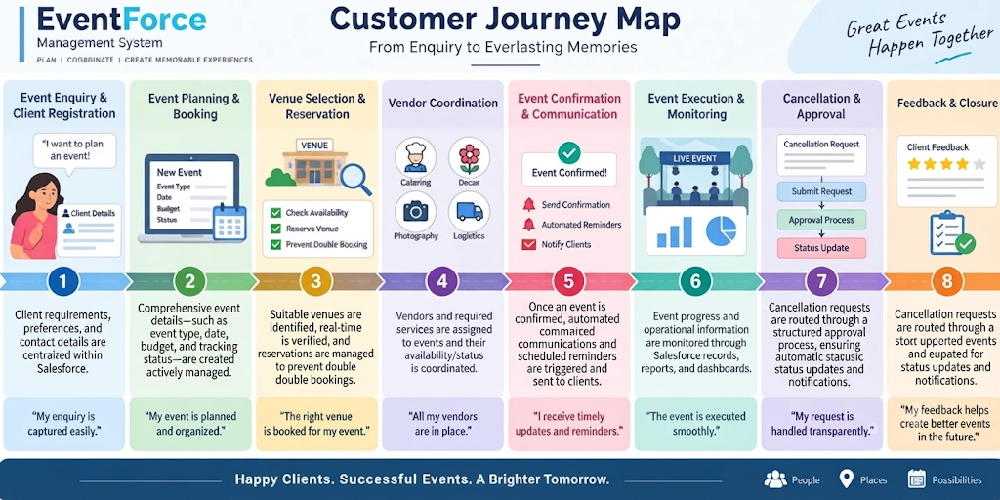 EventForce
Management System
PLAN | COORDINATE | CREATE MEMORABLE EXPERIENCES
Customer Journey Map
From Enquiry to Everlasting Memories
Great Events
Happen Together
Event Enquiry &
Client Registration
"I want to plan
an event!
Client Details
1
Client requirements,
preferences, and
contact details are
centralized within
Salesforce.
"My enquiry is
captured easily."
Event Planning &
Booking
New Event
Event Type
Date
Budget
Status
2
Comprehensive event
details—such as
event type, date,
budget, and tracking
status—are created
actively managed.
"My event is planned
and organized."
Venue Selection &
Reservation
VENUE
Check Availability
Reserve Venue
Prevent Double Booking
3
Suitable venues are
identified, real-time
is verified, and
reservations are managed
to prevent double
double bookings.
"The right venue
is booked for my event."
Vendor Coordination
Catering
Decor
Photography
Logistics
4
Vendors and required
services are assigned
to events and their
availability/status
is coordinated.
"All my vendors
are in place."
Event Confirmation
& Communication
Event Confirmed!
Send Confirmation
Automated Reminders
Notify Clients
5
Once an event is
confirmed, automated
commarced
communications and
scheduled reminders
are triggered and
sent to clients.
"I receive timely
updates and reminders."
Event Execution &
Monitoring
LIVE EVENT
6
Event progress and
operational information
are monitored through
Salesforce records,
reports, and dashboards.
"The event is executed
smoothly."
Cancellation &
Approval
Cancellation Request
Submit Request
Approval Process
Status Update
7
Cancellation requests
are routed through a
structured approval
process, ensuring
automatic
status updates and
notifications.
"My request is
handled transparently."
Feedback & Closure
Client Feedback
8
Cancellation requests
are routed through a
upported events
and eupated for
status updates and
notifications.
"My feedback helps
create better events
in the future."
Happy Clients. Successful Events. A Brighter Tomorrow.
People
Places
Possibilities